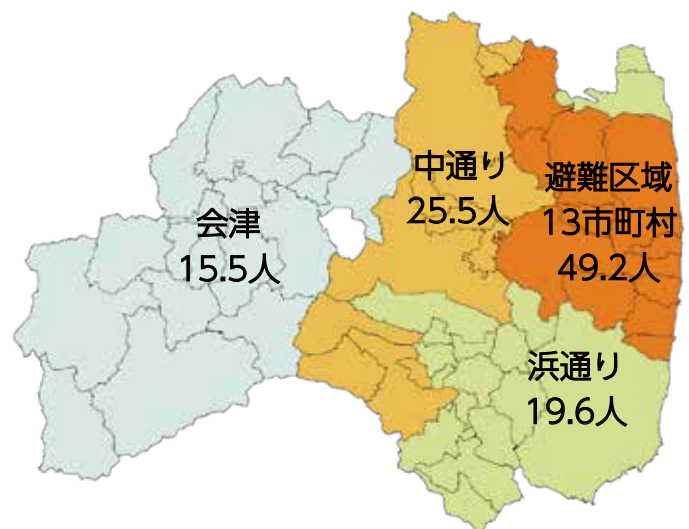 会津
15.5人
中通り
25.5人
避難区域
13市町村
49.2人
浜通り
19.6人